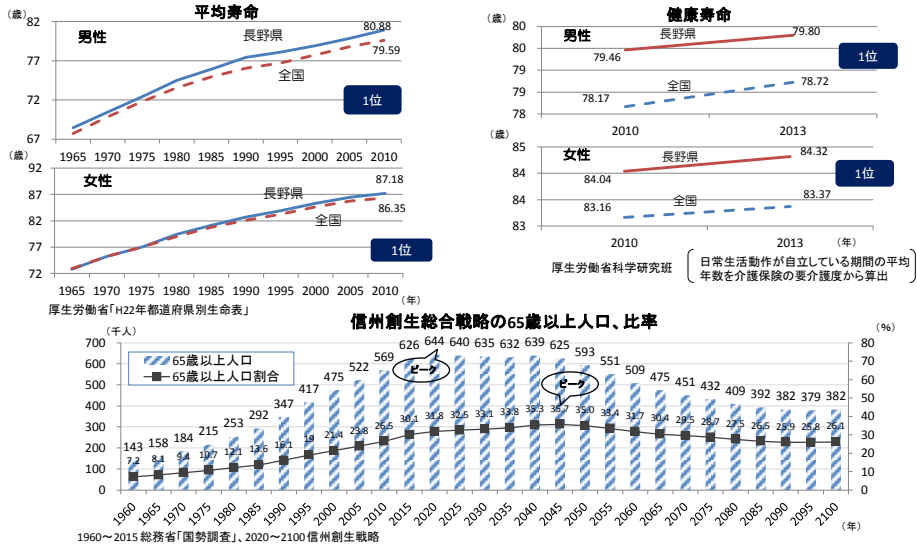 平均寿命
(歳)
男性
長野県
80.88
79.59
全国
1位
82
77
72
67
1965 1970 1975 1980 1985 1990 1995 2000 2005 2010
(歳)
女性
長野県
87.18
86.35
全国
1位
92
87
82
77
72
1965 1970 1975 1980 1985 1990 1995 2000 2005 2010
(年)
厚生労働省「H22年都道府県別生命表」
健康寿命
(歳)
男性
長野県
79.80
79.46
1位
全国
78.72
78.17
80
80
79
79
78
2010 2013
(歳)
女性
長野県
84.32
84.04
1位
全国
83.37
83.16
85
84
84
83
2010 2013 (年)
厚生労働省科学研究班
日常生活動作が自立している期間の平均
年数を介護保険の要介護度から算出
信州創生総合戦略の65歳以上人口、比率
(千人)
(%)
65歳以上人口
65歳以上人口割合
ピーク
ピーク
700
600
500
400
300
200
100
0
80
70
60
50
40
30
20
10
0
143 158 184 215 253 292 347 417 475 522 569 626 644 640 635 632 639 625 593 551 509 475 451 432 409 392 382 379 382
7.2 8.1 9.4 10.7 12.1 13.6 16.1 19 21.4 23.8 26.5 30.1 31.8 32.5 33.1 33.8 35.3 35.7 35.0 33.4 31.7 30.4 29.5 28.7 27.5 26.5 25.9 25.8 26.1
1960 1965 1970 1975 1980 1985 1990 1995 2000 2005 2010 2015 2020 2025 2030 2035 2040 2045 2050 2055 2060 2065 2070 2075 2080 2085 2090 2095 2100
(年)
1960～2015 総務省「国勢調査」、2020～2100 信州創生戦略